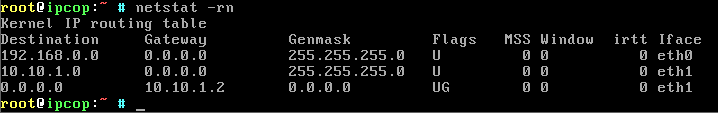 root@ipcop:~ # netstat -rn
Kernel IP routing table
Destination     Gateway         Genmask         Flags   MSS Window  irtt Iface
192.168.0.0     0.0.0.0         255.255.255.0   U         0 0          0 eth0
10.10.1.0       0.0.0.0         255.255.255.0   U         0 0          0 eth1
0.0.0.0         10.10.1.2       0.0.0.0         UG        0 0          0 eth1
root@ipcop:~ # _